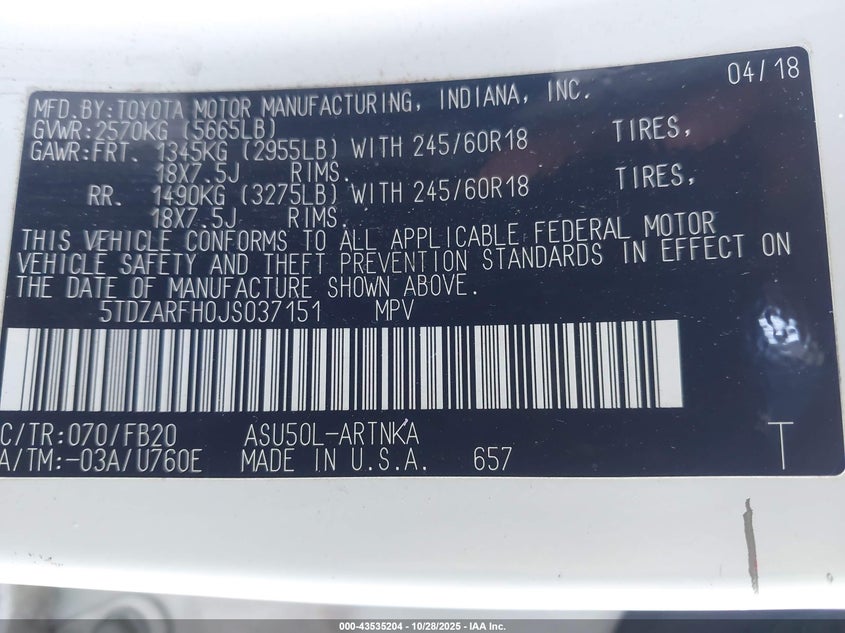 04/18
MFD.BY:TOYOTA MOTOR MANUFACTURING, INDIANA, INC.
GVWR:2570KG (5665LB)
GAWR:FRT. 1345KG (2955LB) WITH 245/60R18 TIRES,
18X7.5J RIMS.
RR. 1490KG (3275LB) WITH 245/60R18 TIRES,
18X7.5J RIMS.
THIS VEHICLE CONFORMS TO ALL APPLICABLE FEDERAL MOTOR
VEHICLE SAFETY AND THEFT PREVENTION STANDARDS IN EFFECT ON
THE DATE OF MANUFACTURE SHOWN ABOVE.
5TDZARFH0JS037151 MPV
C/TR:070/FB20 ASU50L-ARTNKA
A/TM:-03A/U760E MADE IN U.S.A. 657 T
000-43535204 | 10/28/2025 - IAA Inc.